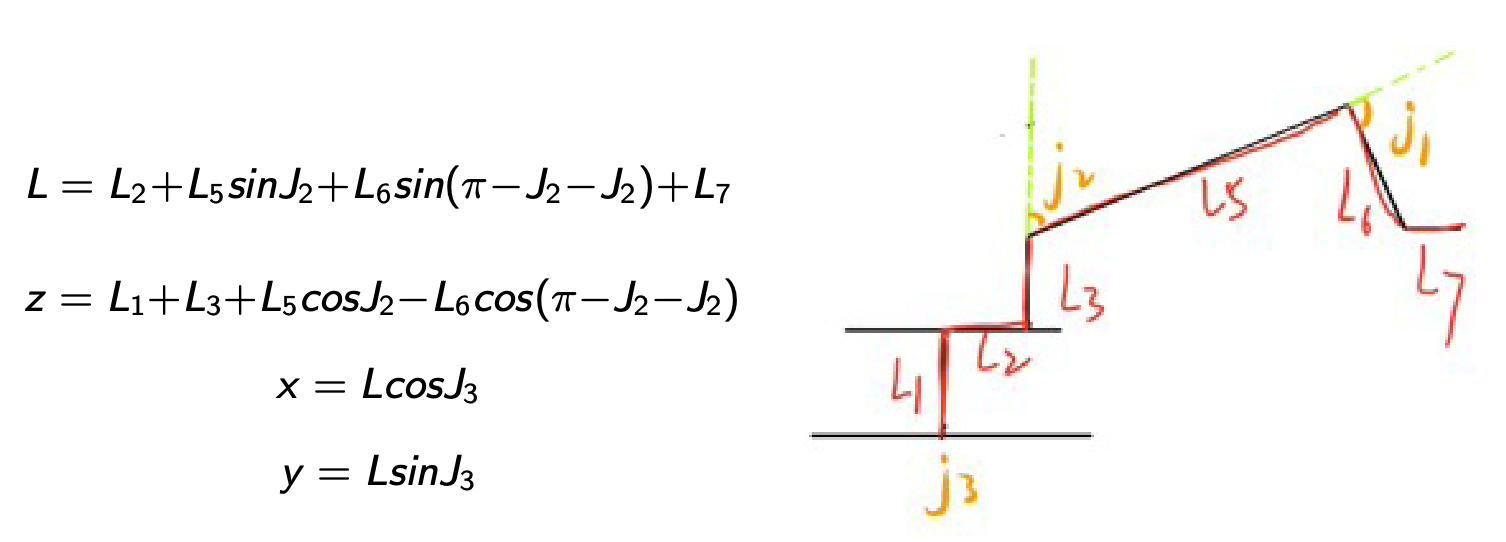 L = L₂+L₅sinJ₂+L₆sin(π−J₂−J₂)+L₇
z = L₁+L₃+L₅cosJ₂−L₆cos(π−J₂−J₂)
x = LcosJ₃
y = LsinJ₃
j₁
j₂
L5
L₆
L₃
L7
L₂
L₁
j3